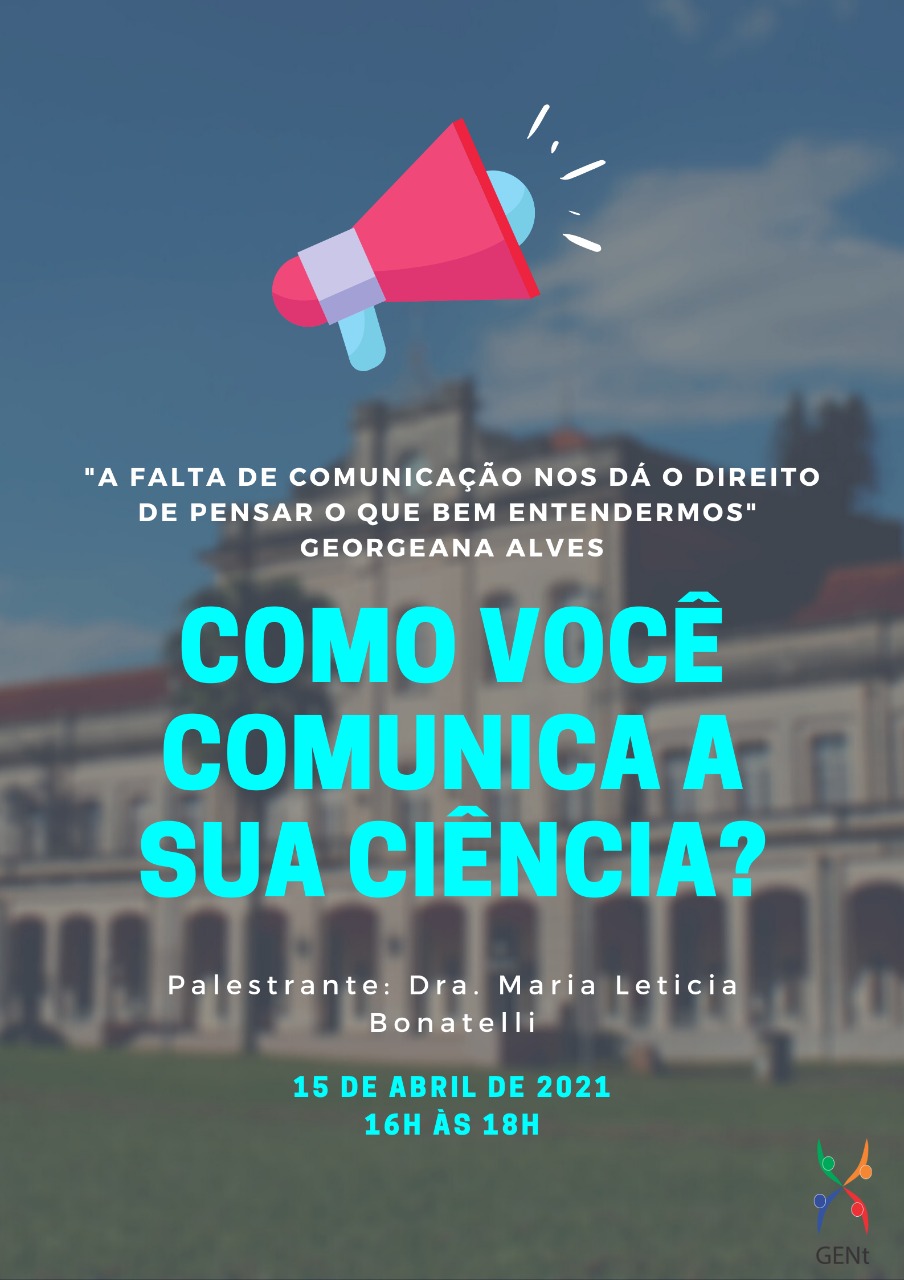 "A FALTA DE COMUNICAÇÃO NOS DÁ O DIREITO
DE PENSAR O QUE BEM ENTENDERMOS"
GEORGEANA ALVES
COMO VOCÊ
COMUNICA A
SUA CIÊNCIA?
Palestrante: Dra. Maria Leticia
Bonatelli
15 DE ABRIL DE 2021
16H ÀS 18H
GENt